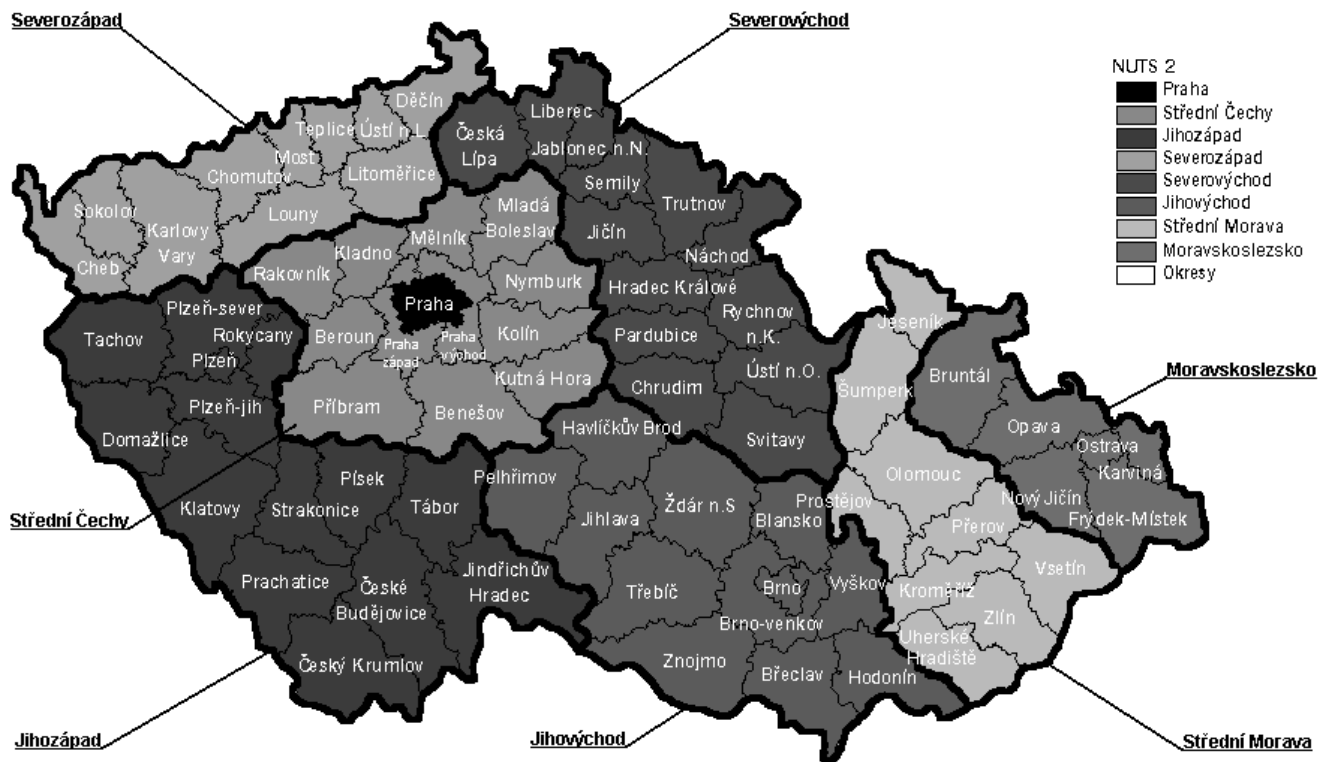 Severozápad
Severovýchod
NUTS 2
Praha
Střední Čechy
Jihozápad
Severozápad
Severovýchod
Jihovýchod
Střední Morava
Moravskoslezsko
Okresy
Děčín
Teplice
Ústí n.L.
Most
Chomutov
Litoměřice
Louny
Sokolov
Karlovy
Vary
Cheb
Česká
Lípa
Liberec
Jablonec n.N.
Semily
Trutnov
Jičín
Náchod
Hradec Králové
Rychnov
n.K.
Pardubice
Ústí n.O.
Chrudim
Svitavy
Mladá
Boleslav
Mělník
Kladno
Rakovník
Nymburk
Praha
Beroun
Praha
západ
Praha
východ
Kolín
Kutná Hora
Příbram
Benešov
Plzeň-sever
Tachov
Rokycany
Plzeň
Plzeň-jih
Domažlice
Klatovy
Písek
Strakonice
Tábor
Prachatice
České
Budějovice
Jindřichův
Hradec
Český Krumlov
Havlíčkův Brod
Pelhřimov
Jihlava
Ždár n.S
Blansko
Třebíč
Brno
Vyškov
Brno-venkov
Znojmo
Břeclav
Hodonín
Jeseník
Šumperk
Olomouc
Prostějov
Přerov
Vsetín
Kroměříž
Zlín
Uherské
Hradiště
Bruntál
Opava
Ostrava
Karviná
Nový Jičín
Frýdek-Místek
Moravskoslezsko
Střední Čechy
Jihozápad
Jihovýchod
Střední Morava